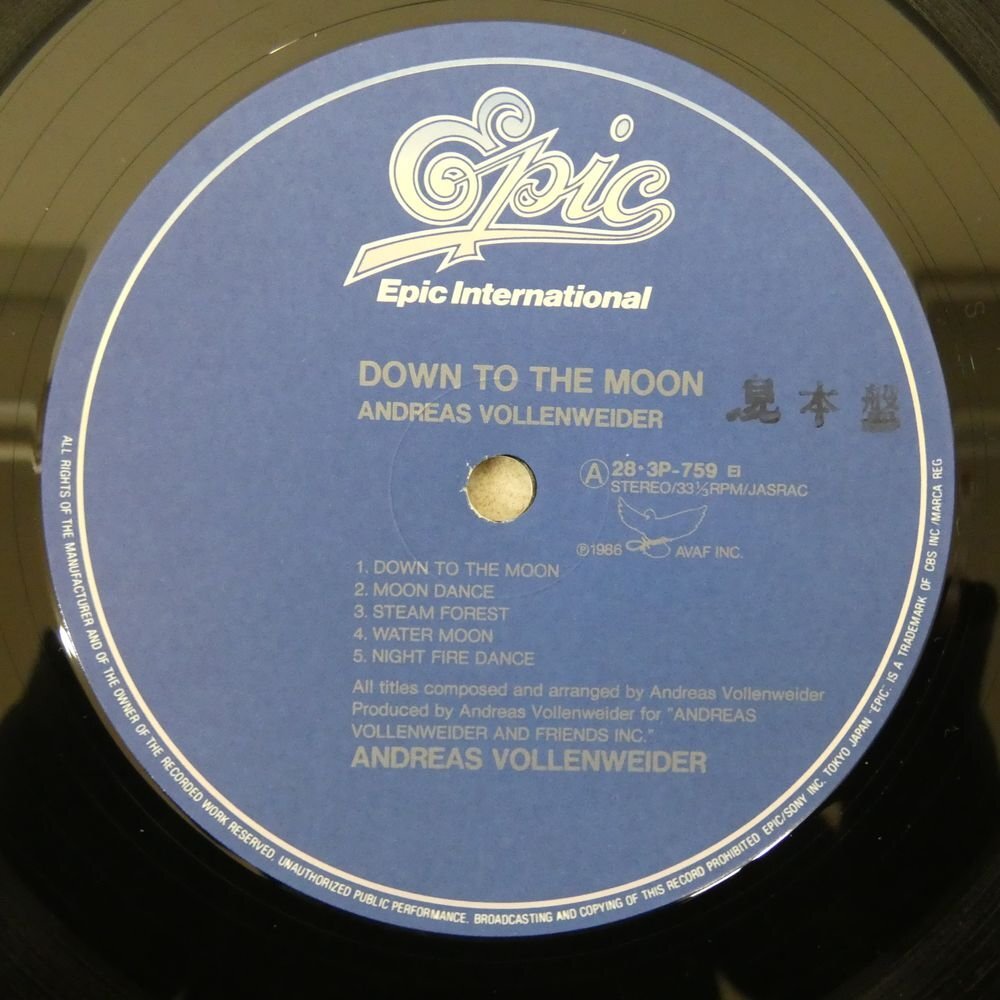 Epic
Epic International
DOWN TO THE MOON
ANDREAS VOLLENWEIDER
見本盤
A 28・3P-759 EI
STEREO/33⅓RPM/JASRAC
℗1986 AVAF INC.
1. DOWN TO THE MOON
2. MOON DANCE
3. STEAM FOREST
4. WATER MOON
5. NIGHT FIRE DANCE
All titles composed and arranged by Andreas Vollenweider
Produced by Andreas Vollenweider for "ANDREAS
VOLLENWEIDER AND FRIENDS INC."
ANDREAS VOLLENWEIDER
ALL RIGHTS OF THE MANUFACTURER AND OF THE OWNER OF THE RECORDED WORK RESERVED. UNAUTHORIZED PUBLIC PERFORMANCE. BROADCASTING AND COPYING OF THIS RECORD PROHIBITED EPIC/SONY INC. TOKYO JAPAN "EPIC" IS A TRADEMARK OF CBS INC./MARCA REG